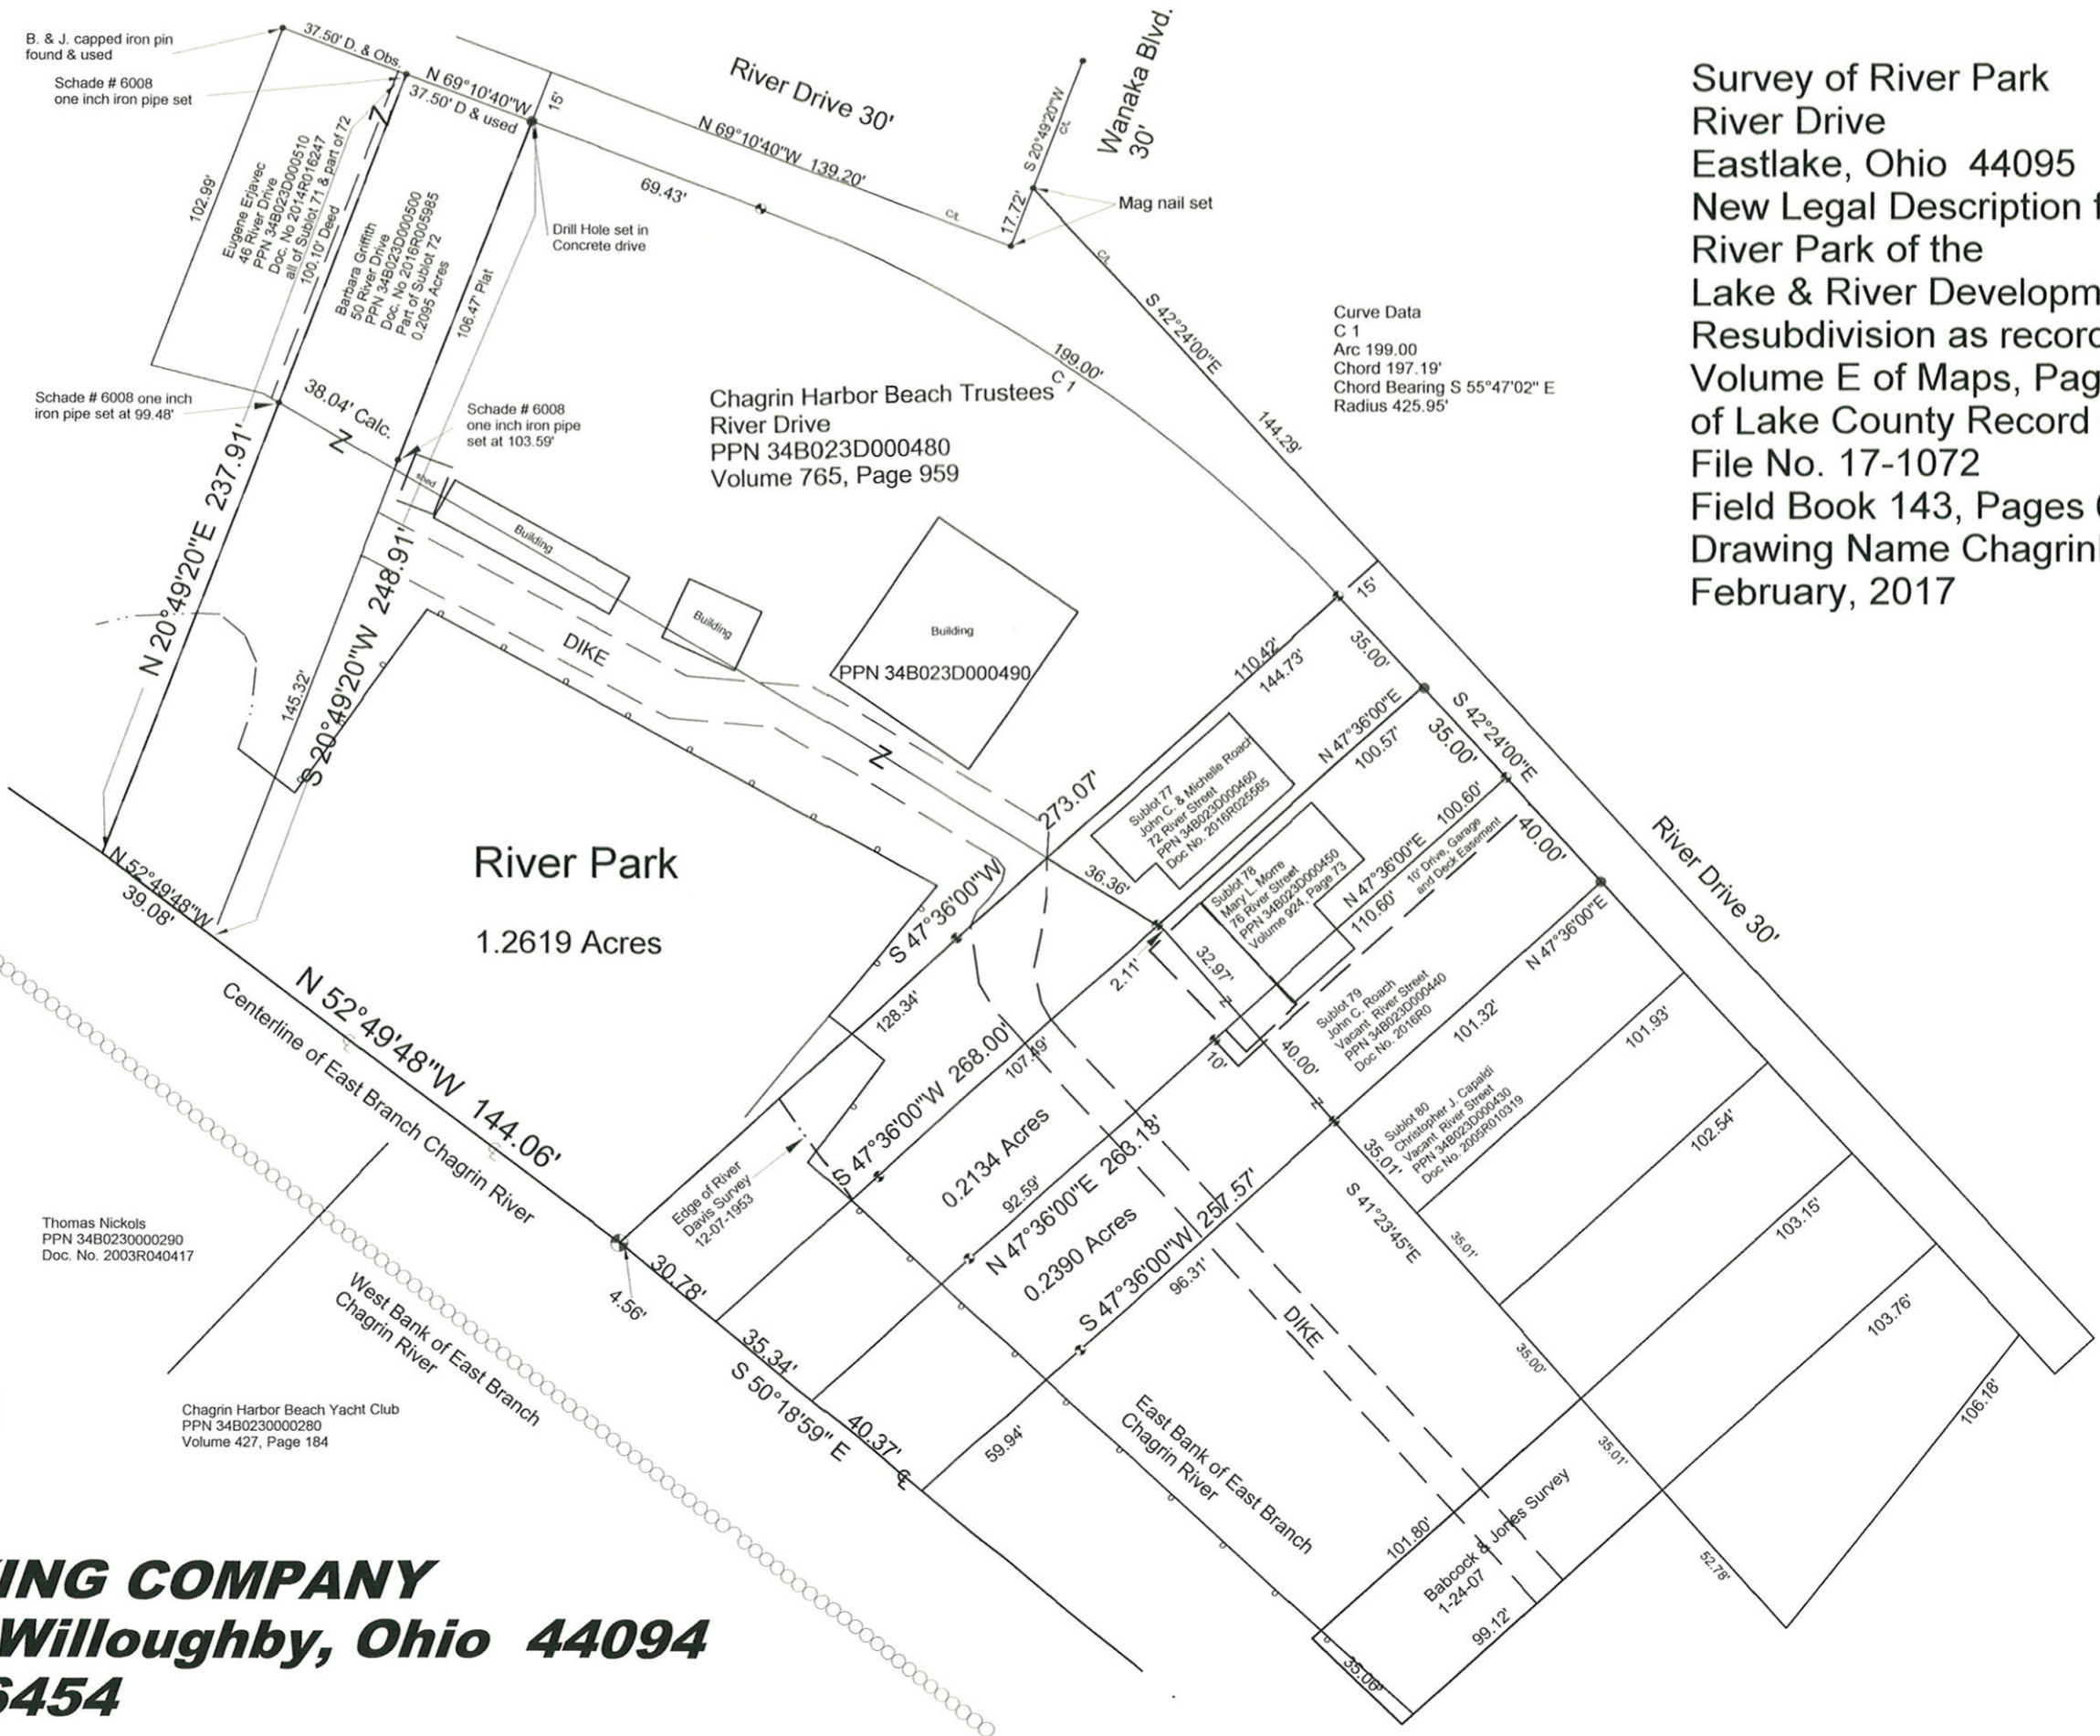 B. & J. capped iron pin
found & used
Schade # 6008
one inch iron pipe set
37.50' D. & Obs.
N 69°10'40"W
37.50' D & used
15'
River Drive 30'
N 69°10'40"W 139.20'
C/L
S 20°49'20"W
C/L
17.72'
Wanaka Blvd.
30'
Mag nail set
C/L
S 42°24'00"E
144.29'
69.43'
Drill Hole set in
Concrete drive
102.99'
Eugene Erjavec
46 River Drive
PPN 34B023D000510
Doc. No 2014R016247
all of Sublot 71 & part of 72
100.10' Deed
Z
Barbara Griffith
50 River Drive
PPN 34B023D000500
Doc. No 2016R005985
Part of Sublot 72
0.2095 Acres
106.47' Plat
Schade # 6008 one inch
iron pipe set at 99.48'
38.04' Calc.
Z
Schade # 6008
one inch iron pipe
set at 103.59'
shed
Chagrin Harbor Beach Trustees
River Drive
PPN 34B023D000480
Volume 765, Page 959
199.00'
C 1
Curve Data
C 1
Arc 199.00
Chord 197.19'
Chord Bearing S 55°47'02" E
Radius 425.95'
Survey of River Park
River Drive
Eastlake, Ohio 44095
New Legal Description
River Park of the
Lake & River Developm
Resubdivision as record
Volume E of Maps, Pag
of Lake County Record
File No. 17-1072
Field Book 143, Pages
Drawing Name Chagrin
February, 2017
Building
Building
Building
PPN 34B023D000490
DIKE
Z
N 20°49'20"E 237.91'
S 20°49'20"W 248.91'
145.32'
N 52°49'48"W
39.08'
River Park
1.2619 Acres
N 52°49'48"W 144.06'
Centerline of East Branch Chagrin River
15'
35.00'
110.42'
144.73'
273.07'
S 47°36'00"W
128.34'
36.36'
Sublot 77
John C. & Michelle Roach
72 River Street
PPN 34B023D000460
Doc No. 2016R025565
N 47°36'00"E
100.57'
S 42°24'00"E
35.00'
Sublot 78
Mary L. Morre
76 River Street
PPN 34B023D000450
Volume 924, Page 73
N 47°36'00"E 100.60'
110.60'
10' Drive, Garage
and Deck Easement
40.00'
River Drive 30'
2.11'
32.97'
Z
10'
40.00'
Z
Sublot 79
John C. Roach
Vacant River Street
PPN 34B023D000440
Doc No. 2016R0
N 47°36'00"E
101.32'
Sublot 80
Christopher J. Capaldi
Vacant River Street
PPN 34B023D000430
Doc No. 2005R010319
101.93'
102.54'
103.15'
103.76'
106.18'
35.01'
S 41°23'45"E
35.01'
35.00'
35.01'
52.78'
S 47°36'00"W 268.00'
107.49'
0.2134 Acres
92.59'
N 47°36'00"E 263.13'
0.2390 Acres
S 47°36'00"W 257.57'
96.31'
DIKE
Edge of River
Davis Survey
12-07-1953
4.56'
30.78'
35.34'
S 50°18'59" E
40.37'
59.94'
East Bank of East Branch
Chagrin River
101.80'
Babcock & Jones Survey
1-24-07
99.12'
35.06'
Thomas Nickols
PPN 34B0230000290
Doc. No. 2003R040417
West Bank of East Branch
Chagrin River
Chagrin Harbor Beach Yacht Club
PPN 34B0230000280
Volume 427, Page 184
ING COMPANY
Willoughby, Ohio 44094
6454